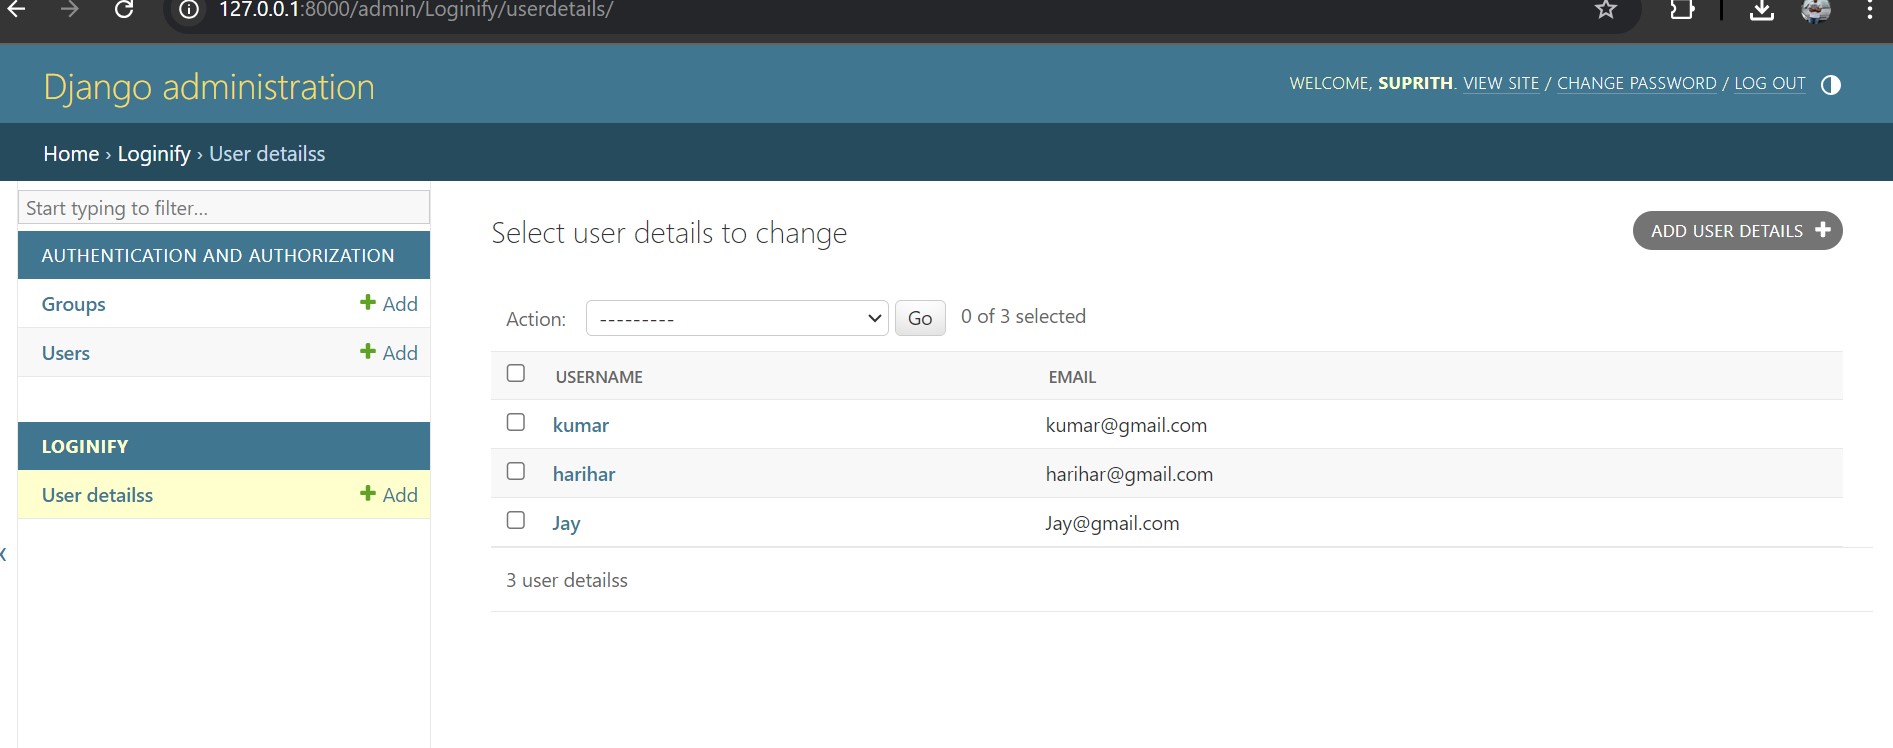 127.0.0.1:8000/admin/Loginify/userdetails/
Django administration
WELCOME, SUPRITH. VIEW SITE / CHANGE PASSWORD / LOG OUT
Home › Loginify › User detailss
Start typing to filter...
AUTHENTICATION AND AUTHORIZATION
Groups + Add
Users + Add
LOGINIFY
User detailss + Add
Select user details to change
ADD USER DETAILS +
Action: --------- Go 0 of 3 selected
USERNAME EMAIL
kumar kumar@gmail.com
harihar harihar@gmail.com
Jay Jay@gmail.com
3 user detailss